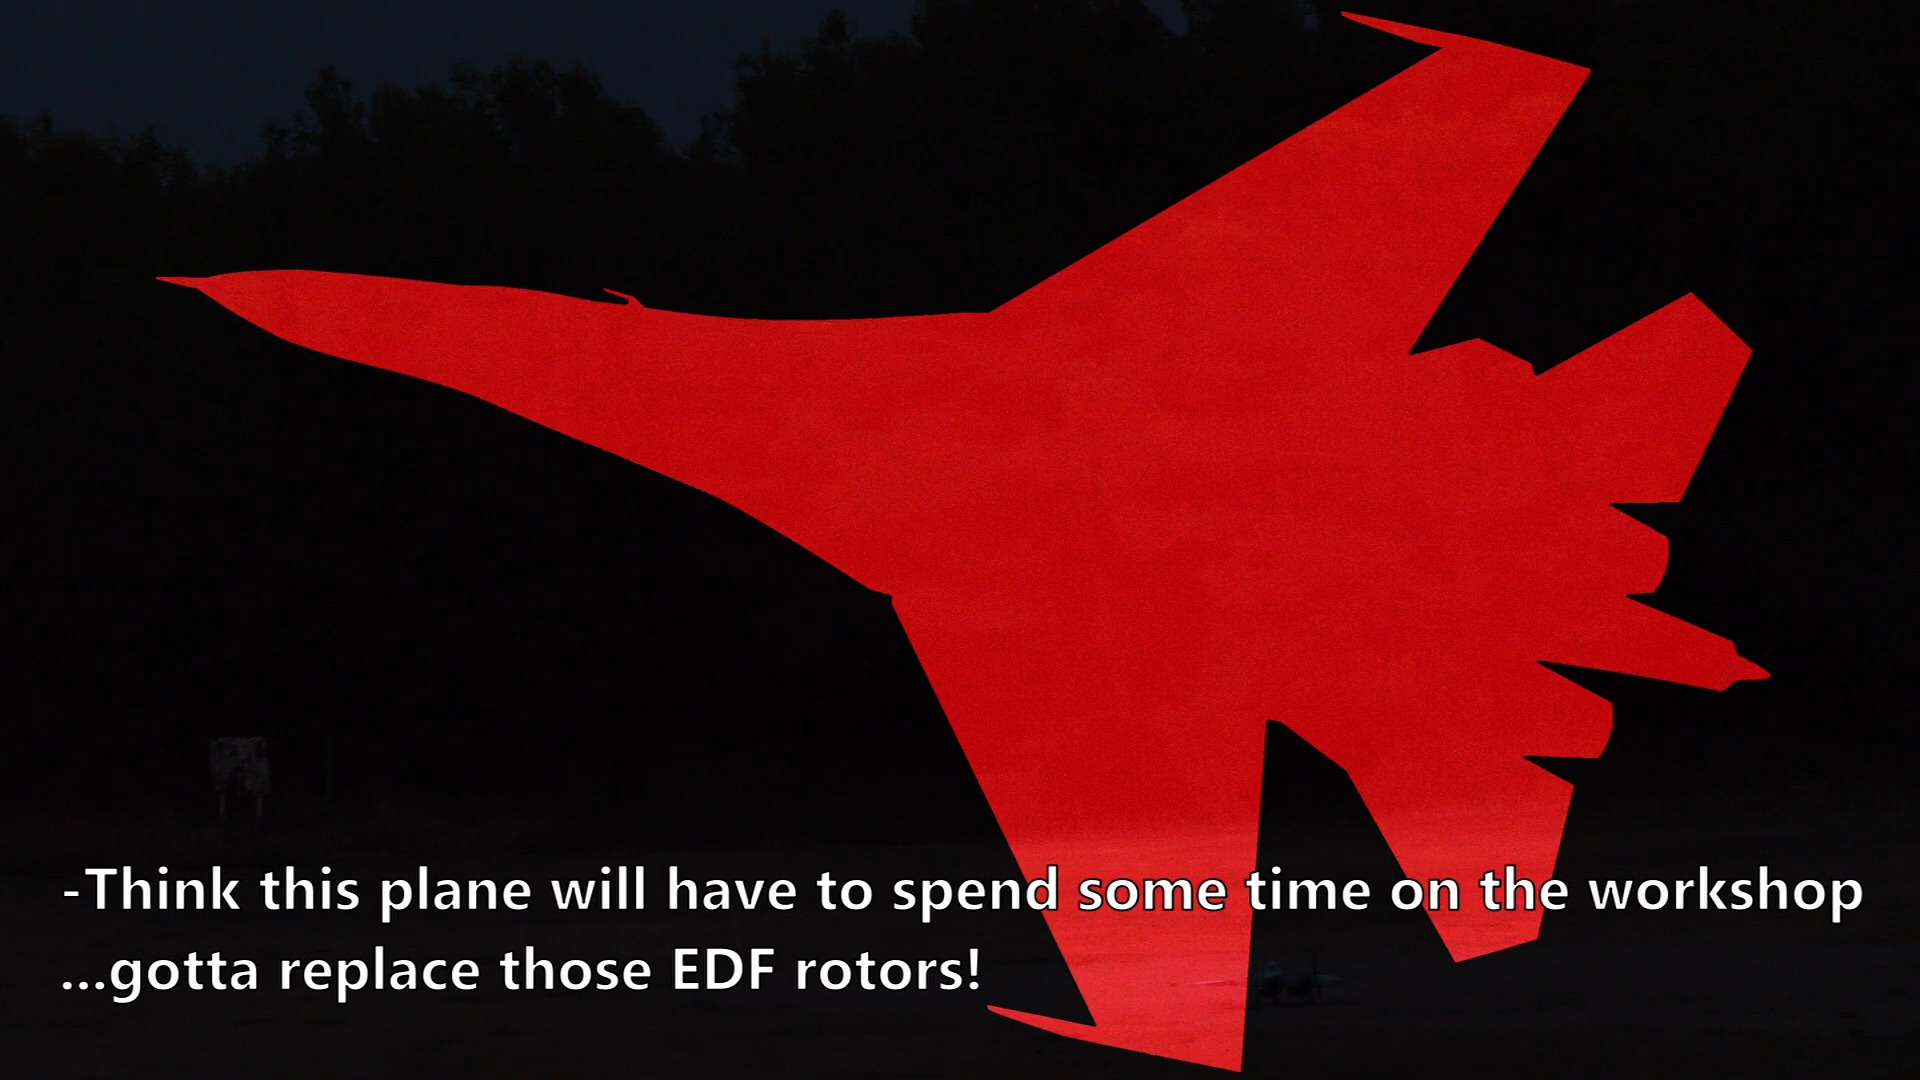 -Think this plane will have to spend some time on the workshop
...gotta replace those EDF rotors!